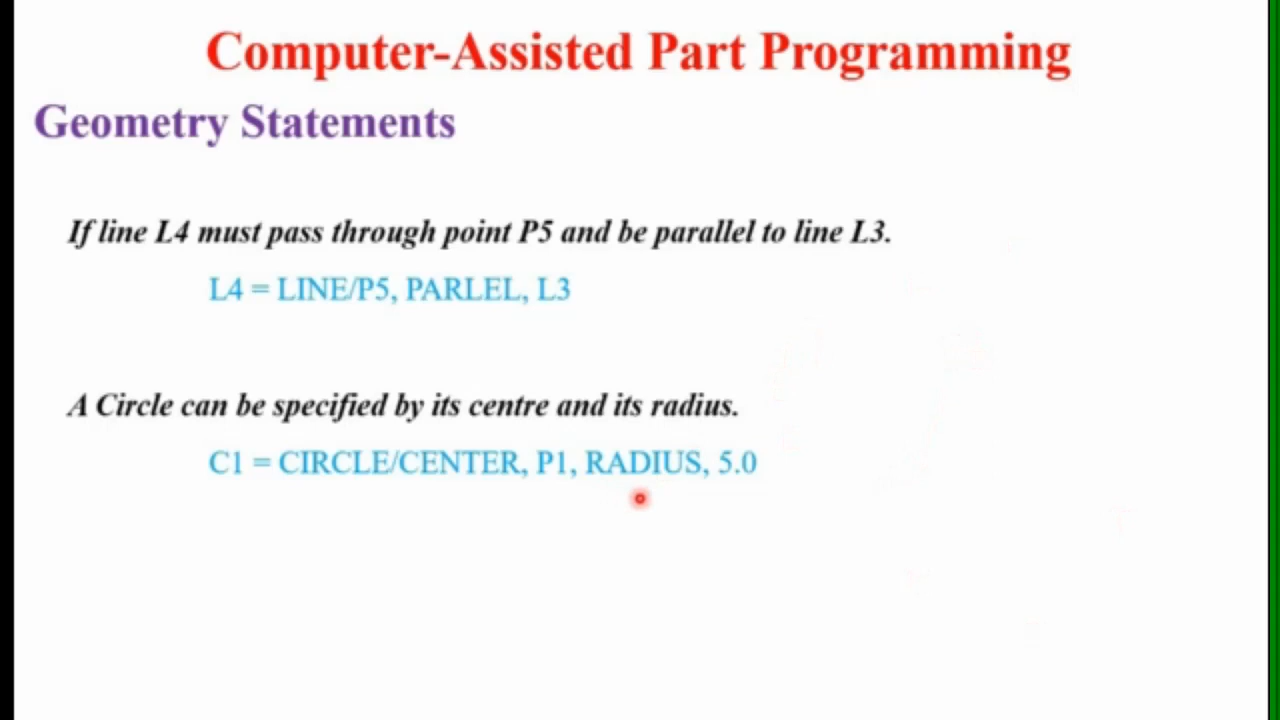 Computer-Assisted Part Programming
Geometry Statements
If line L4 must pass through point P5 and be parallel to line L3.
L4 = LINE/P5, PARLEL, L3
A Circle can be specified by its centre and its radius.
C1 = CIRCLE/CENTER, P1, RADIUS, 5.0